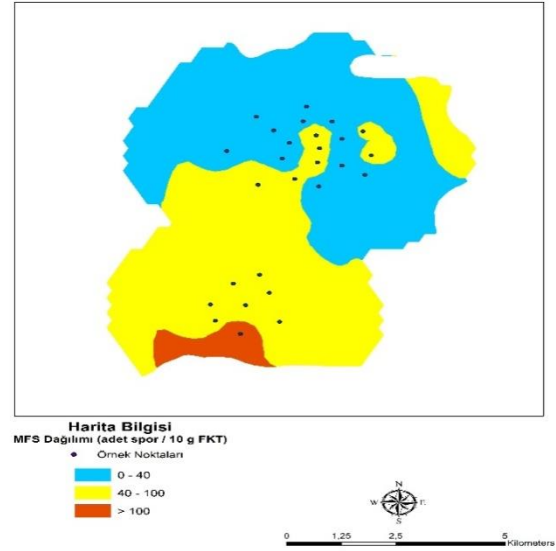 Harita Bilgisi
MFS Dağılımı (adet spor / 10 g FKT)
Örnek Noktaları
0 - 40
40 - 100
> 100
N
W E
S
0 1,25 2,5 5
Kilometers